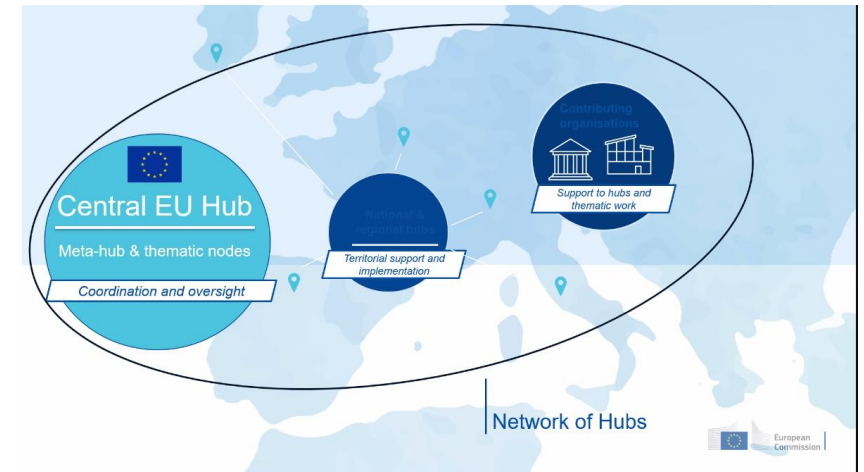 Central EU Hub
Meta-hub & thematic nodes
Coordination and oversight
National &
regional hubs
Territorial support and
implementation
Contributing
organisations
Support to hubs and
thematic work
Network of Hubs
European
Commission